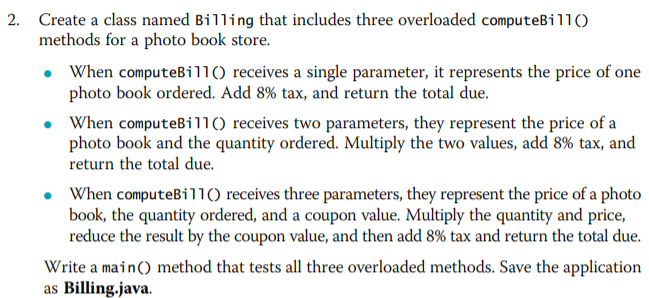 2. Create a class named Billing that includes three overloaded computeBill()
methods for a photo book store.
• When computeBill() receives a single parameter, it represents the price of one
photo book ordered. Add 8% tax, and return the total due.
• When computeBill() receives two parameters, they represent the price of a
photo book and the quantity ordered. Multiply the two values, add 8% tax, and
return the total due.
• When computeBill() receives three parameters, they represent the price of a photo
book, the quantity ordered, and a coupon value. Multiply the quantity and price,
reduce the result by the coupon value, and then add 8% tax and return the total due.
Write a main() method that tests all three overloaded methods. Save the application
as Billing.java.